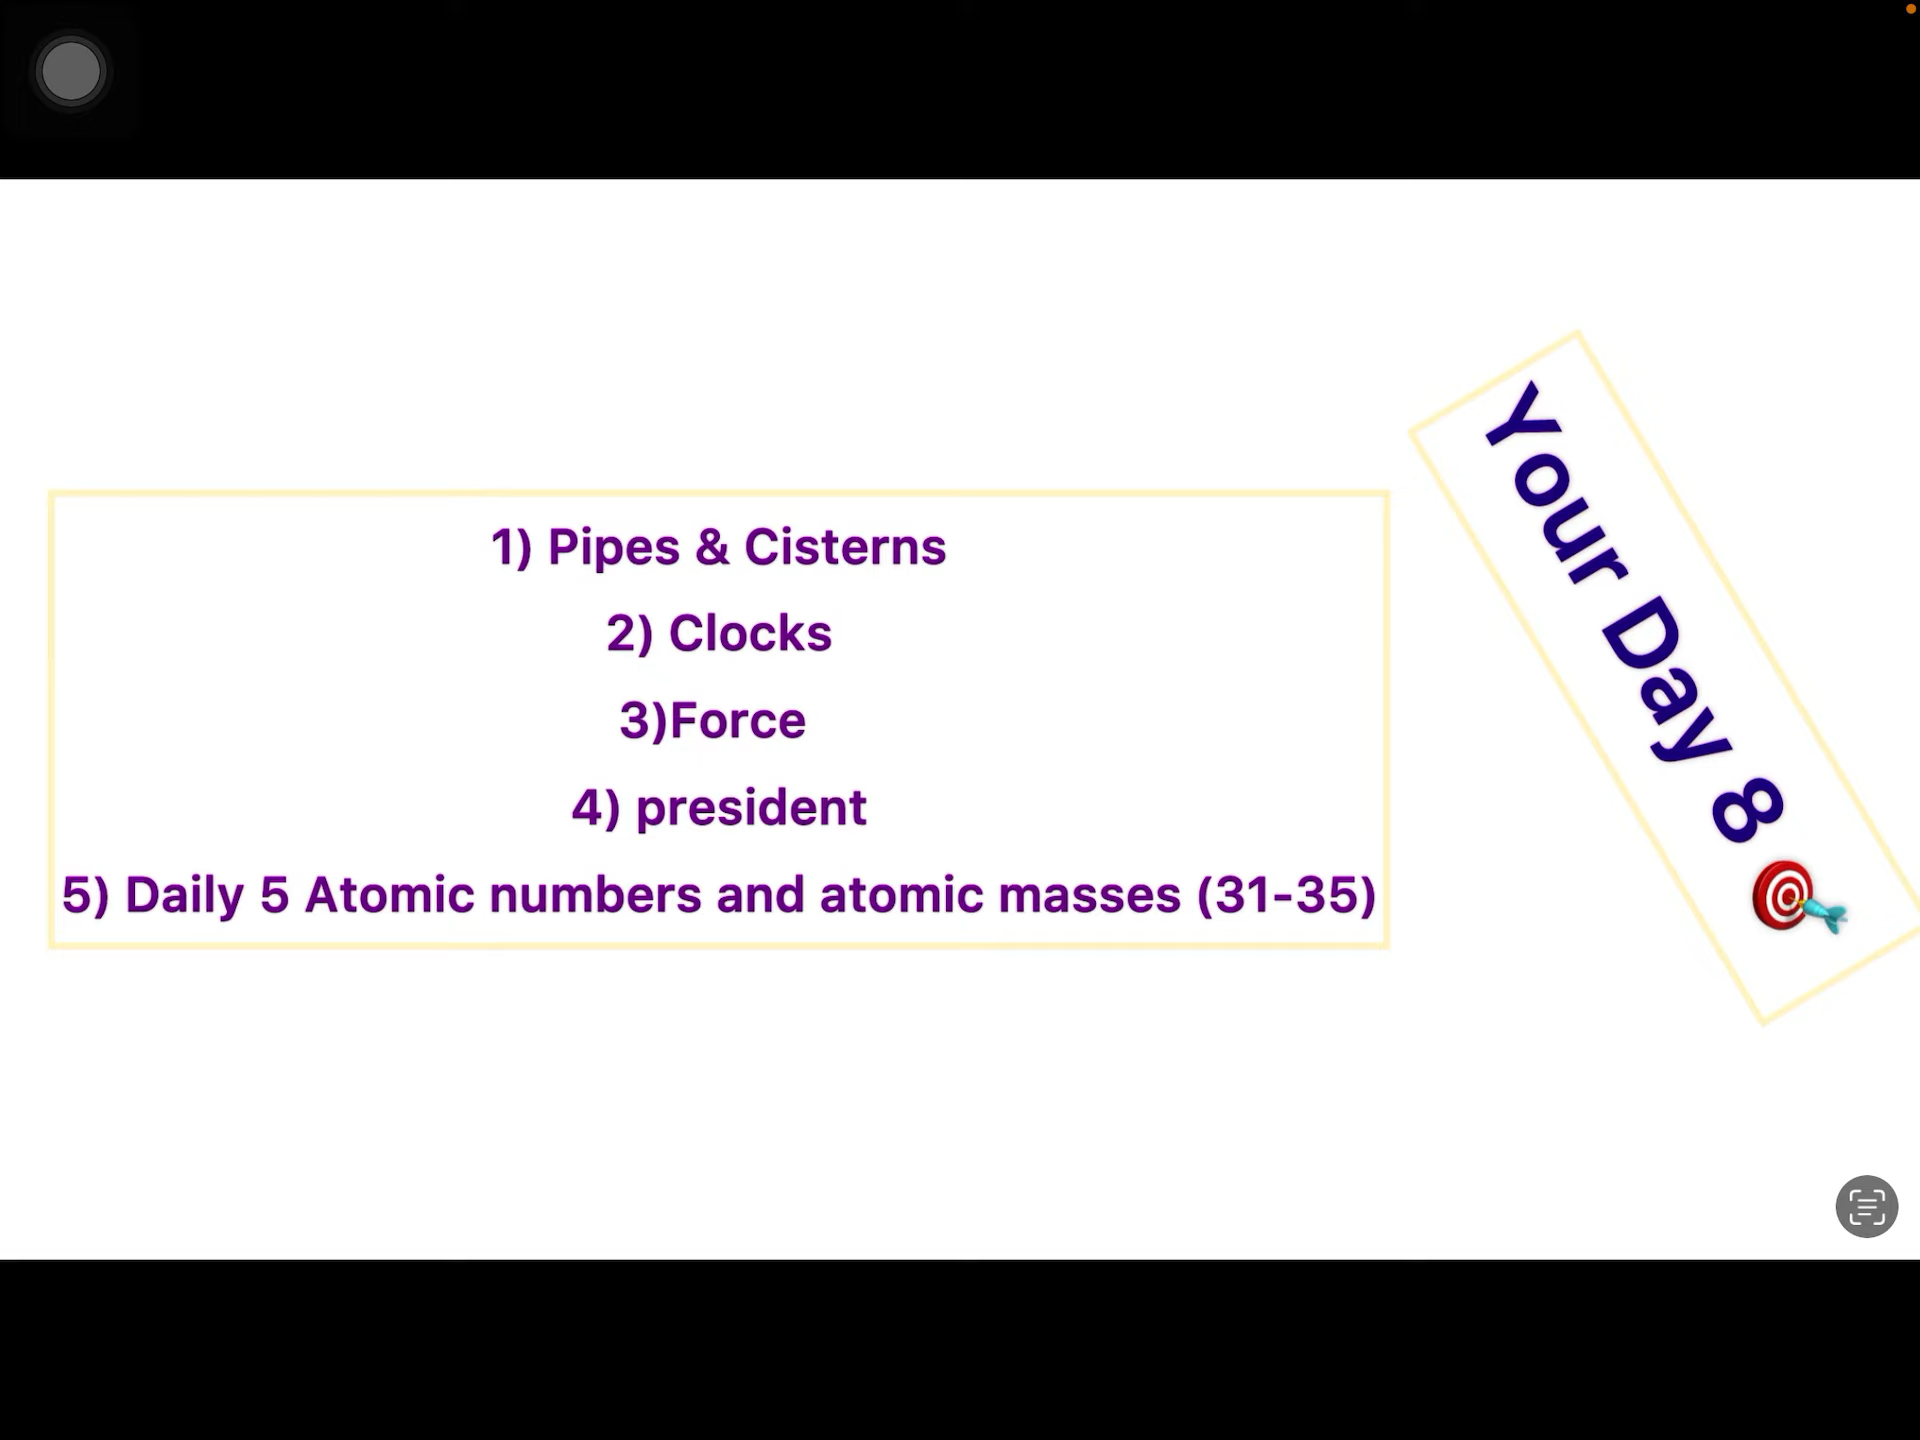 1) Pipes & Cisterns
2) Clocks
3)Force
4) president
5) Daily 5 Atomic numbers and atomic masses (31-35)
Your Day 8 🎯